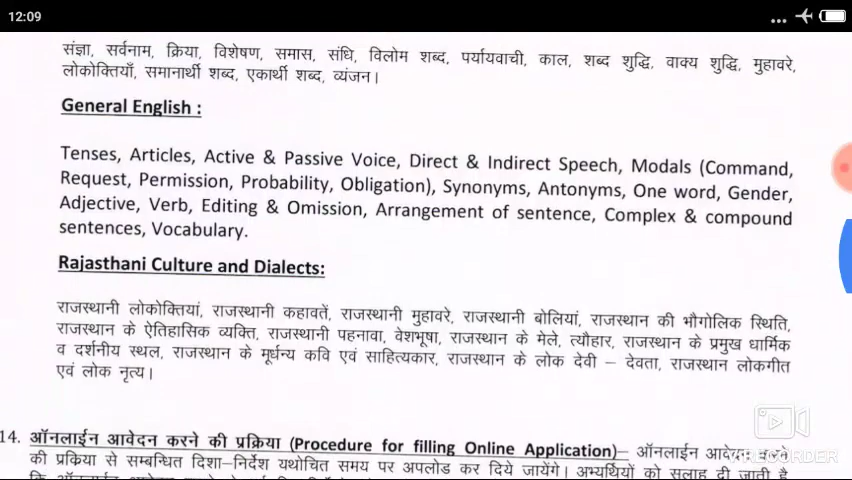 12:09
संज्ञा, सर्वनाम, क्रिया, विशेषण, समास, संधि, विलोम शब्द, पर्यायवाची, काल, शब्द शुद्धि, वाक्य शुद्धि, मुहावरे,
लोकोक्तियाँ, समानार्थी शब्द, एकार्थी शब्द, व्यंजन।
General English :
Tenses, Articles, Active & Passive Voice, Direct & Indirect Speech, Modals (Command,
Request, Permission, Probability, Obligation), Synonyms, Antonyms, One word, Gender,
Adjective, Verb, Editing & Omission, Arrangement of sentence, Complex & compound
sentences, Vocabulary.
Rajasthani Culture and Dialects:
राजस्थानी लोकोक्तियां, राजस्थानी कहावतें, राजस्थानी मुहावरे, राजस्थानी बोलियां, राजस्थान की भौगोलिक स्थिति,
राजस्थान के ऐतिहासिक व्यक्ति, राजस्थानी पहनावा, वेशभूषा, राजस्थान के मेले, त्यौहार, राजस्थान के प्रमुख धार्मिक
व दर्शनीय स्थल, राजस्थान के मूर्धन्य कवि एवं साहित्यकार, राजस्थान के लोक देवी – देवता, राजस्थान लोकगीत
एवं लोक नृत्य।
14. ऑनलाईन आवेदन करने की प्रक्रिया (Procedure for filling Online Application)– ऑनलाईन आवेदन करने
की प्रक्रिया से सम्बन्धित दिशा–निर्देश यथोचित समय पर अपलोड कर दिये जायेंगे। अभ्यर्थियों को सलाह दी जाती है
VIDEORECORDER